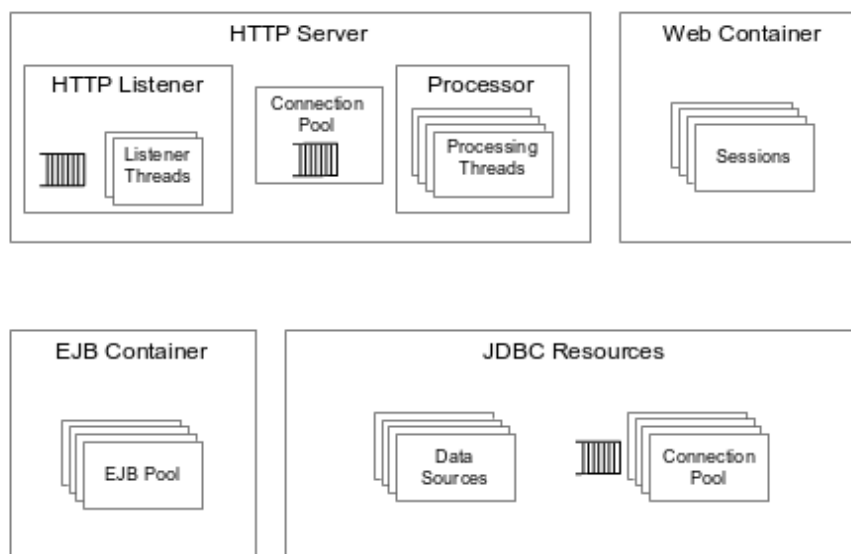 HTTP Server
HTTP Listener
Listener
Threads
Connection
Pool
Processor
Processing
Threads
Web Container
Sessions
EJB Container
EJB Pool
JDBC Resources
Data
Sources
Connection
Pool